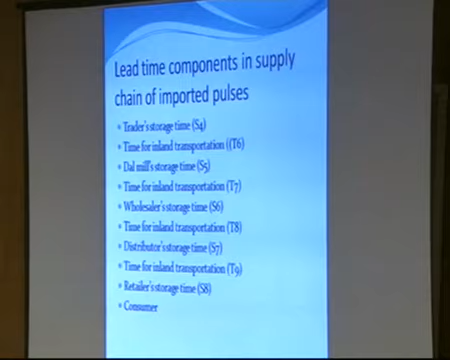 Lead time components in supply
chain of imported pulses
• Trader's storage time (S4)
• Time for inland transportation ((T6)
• Dal mill's storage time (S5)
• Time for inland transportation (T7)
• Wholesaler's storage time (S6)
• Time for inland transportation (T8)
• Distributor's storage time (S7)
• Time for inland transportation (T9)
• Retailer's storage time (S8)
• Consumer